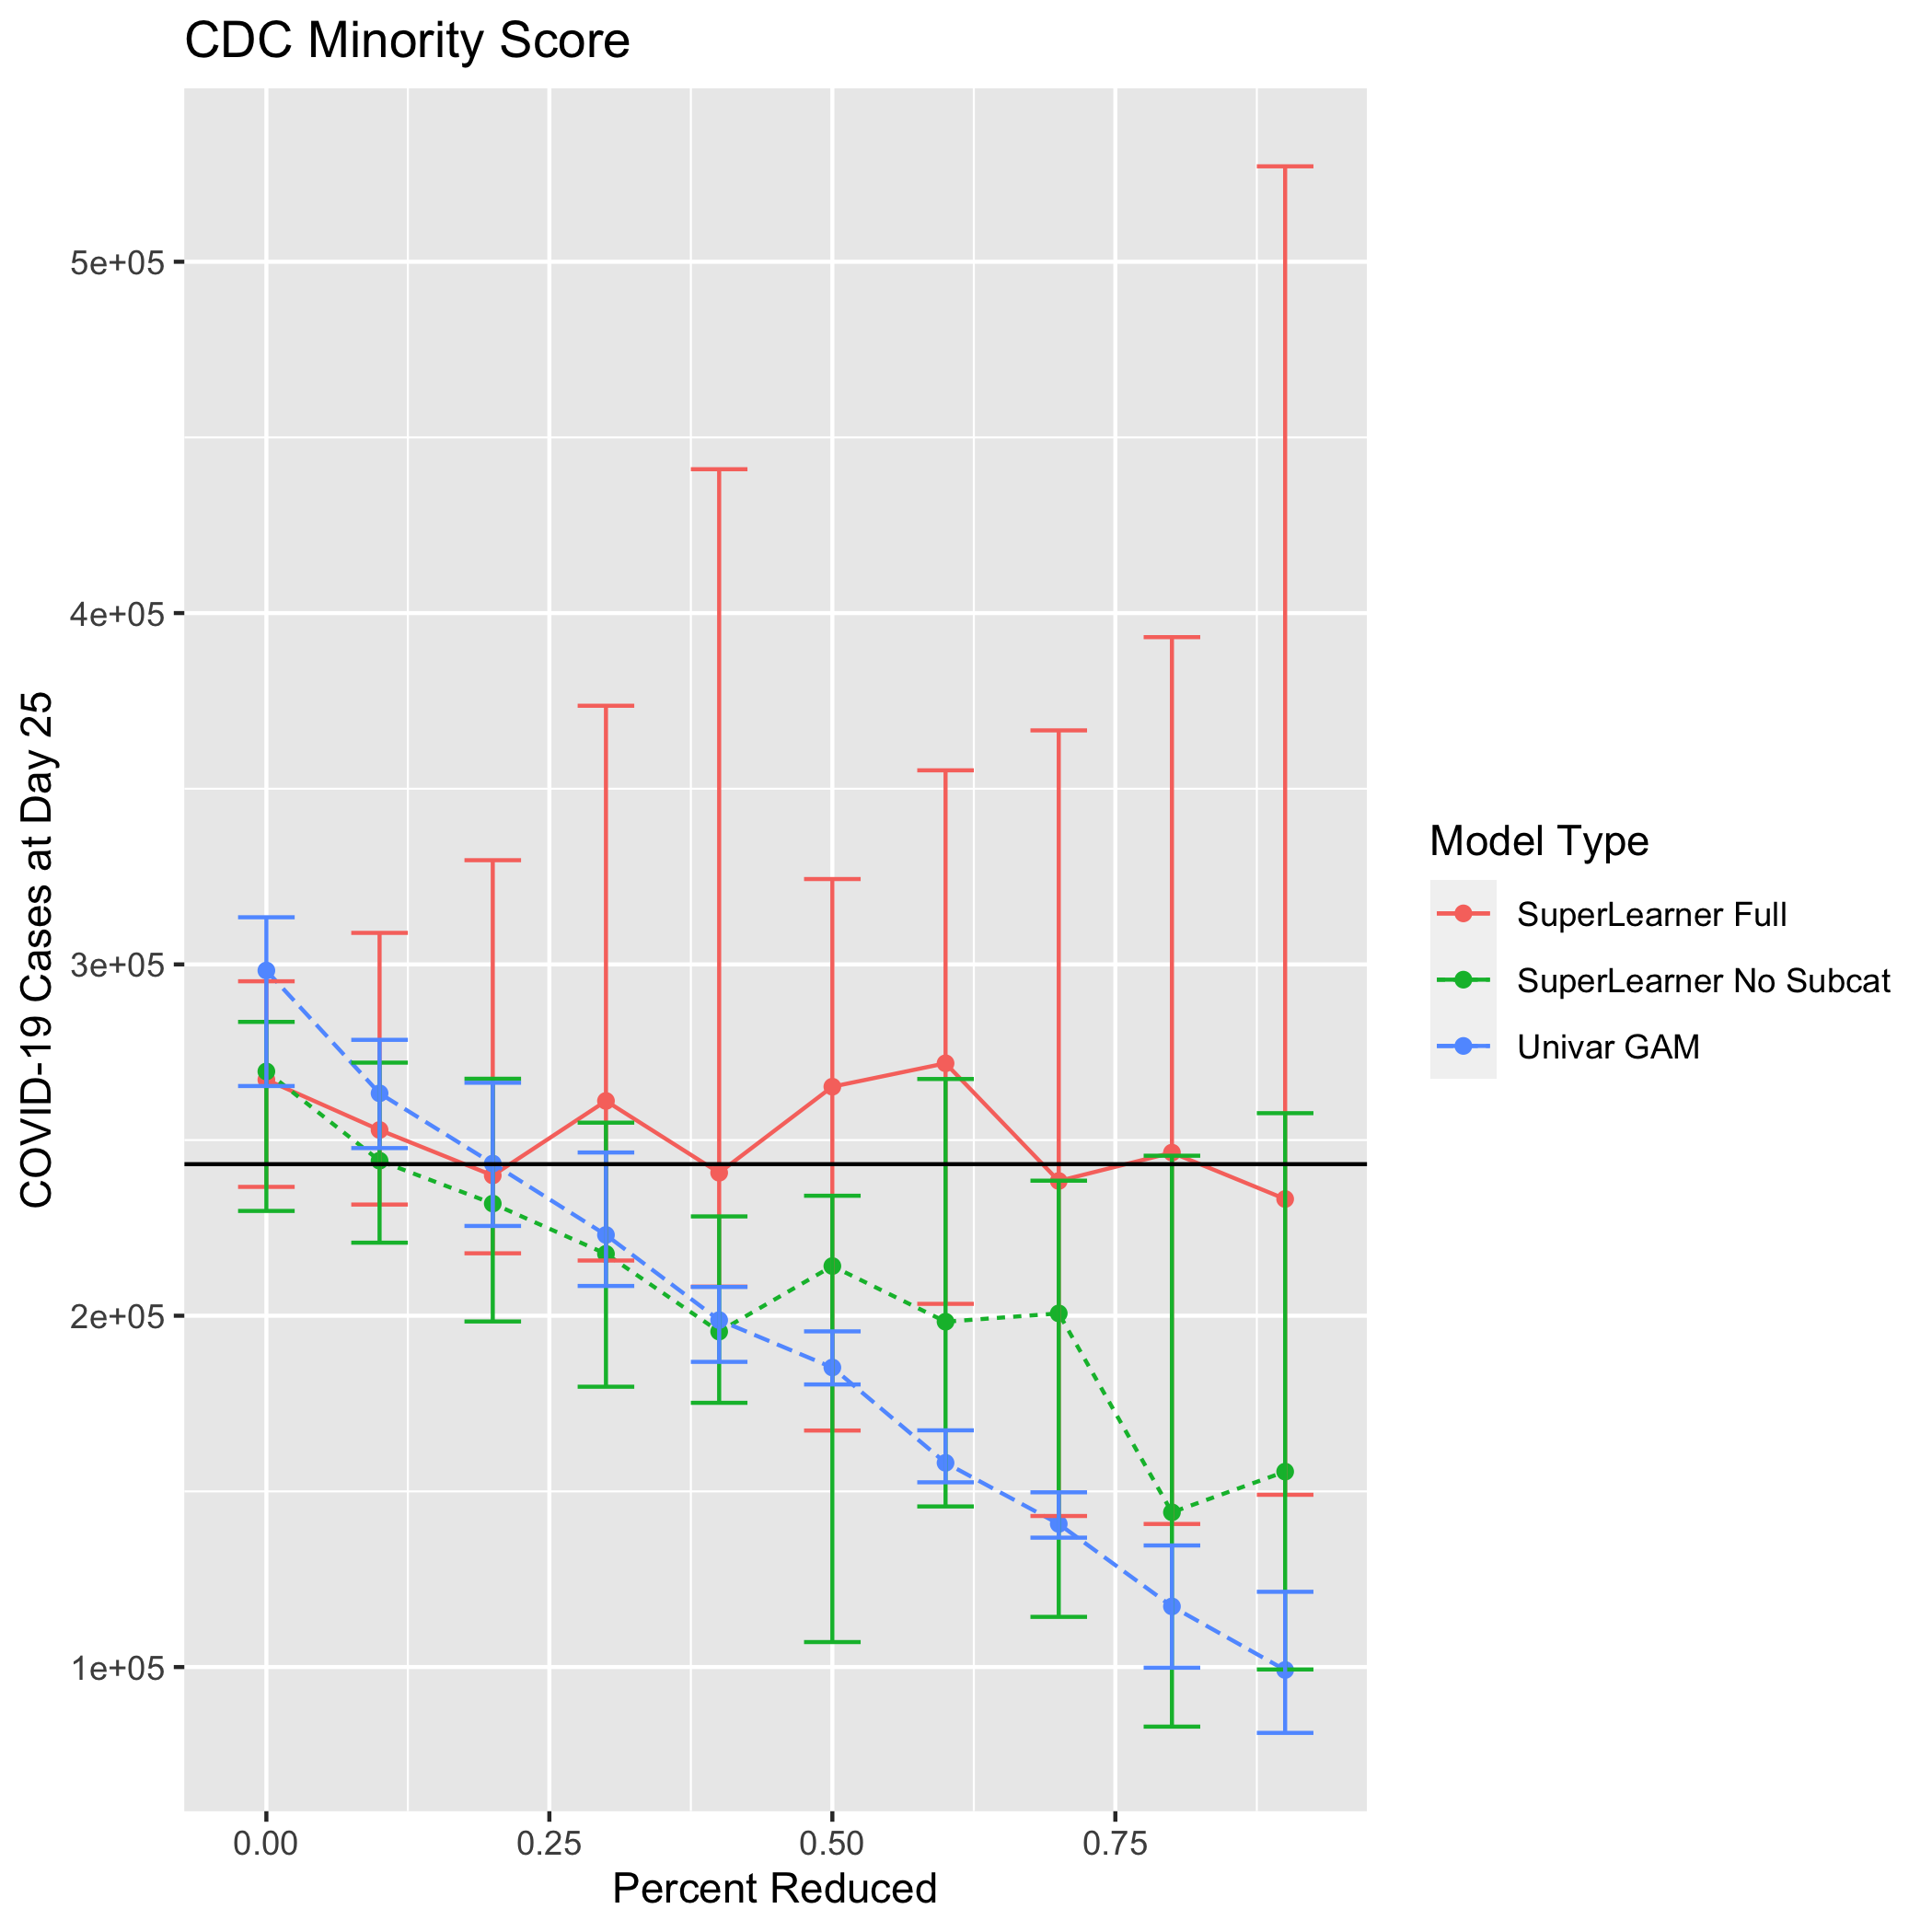 CDC Minority Score
5e+05
4e+05
3e+05
2e+05
1e+05
COVID-19 Cases at Day 25
0.00
0.25
0.50
0.75
Percent Reduced
Model Type
SuperLearner Full
SuperLearner No Subcat
Univar GAM